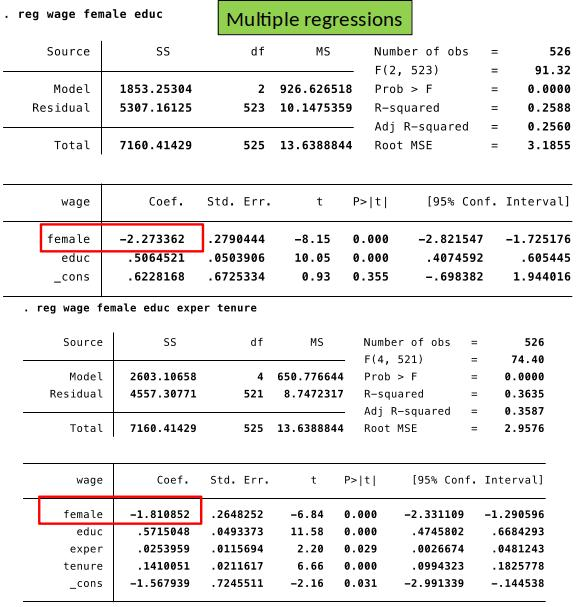 . reg wage female educ
Multiple regressions
Source SS df MS Number of obs = 526
F(2, 523) = 91.32
Model 1853.25304 2 926.626518 Prob > F = 0.0000
Residual 5307.16125 523 10.1475359 R-squared = 0.2588
Adj R-squared = 0.2560
Total 7160.41429 525 13.6388844 Root MSE = 3.1855
wage Coef. Std. Err. t P>|t| [95% Conf. Interval]
female -2.273362 .2790444 -8.15 0.000 -2.821547 -1.725176
educ .5064521 .0503906 10.05 0.000 .4074592 .605445
_cons .6228168 .6725334 0.93 0.355 -.698382 1.944016
. reg wage female educ exper tenure
Source SS df MS Number of obs = 526
F(4, 521) = 74.40
Model 2603.10658 4 650.776644 Prob > F = 0.0000
Residual 4557.30771 521 8.7472317 R-squared = 0.3635
Adj R-squared = 0.3587
Total 7160.41429 525 13.6388844 Root MSE = 2.9576
wage Coef. Std. Err. t P>|t| [95% Conf. Interval]
female -1.810852 .2648252 -6.84 0.000 -2.331109 -1.290596
educ .5715048 .0493373 11.58 0.000 .4745802 .6684293
exper .0253959 .0115694 2.20 0.029 .0026674 .0481243
tenure .1410051 .0211617 6.66 0.000 .0994323 .1825778
_cons -1.567939 .7245511 -2.16 0.031 -2.991339 -.144538